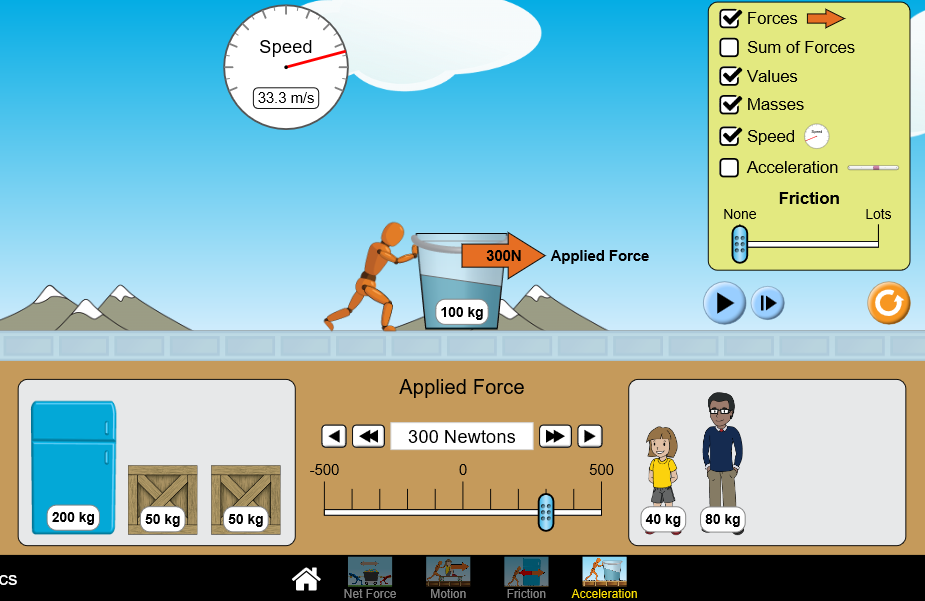 Speed
33.3 m/s
Forces
Sum of Forces
Values
Masses
Speed
Acceleration
Friction
None Lots
300N Applied Force
100 kg
Applied Force
300 Newtons
-500 0 500
200 kg
50 kg
50 kg
40 kg
80 kg
CS
Net Force
Motion
Friction
Acceleration